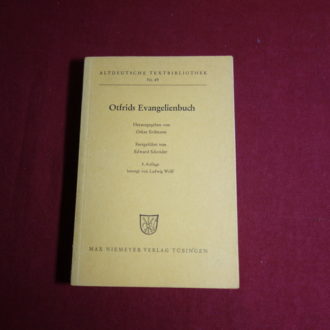 ALTDEUTSCHE TEXTBIBLIOTHEK
Nr. 49
Otfrids Evangelienbuch
Herausgegeben von
Oskar Erdmann
Fortgeführt von
Edward Schröder
Auflage
besorgt von Ludwig Wolff
MAX NIEMEYER VERLAG TÜBINGEN